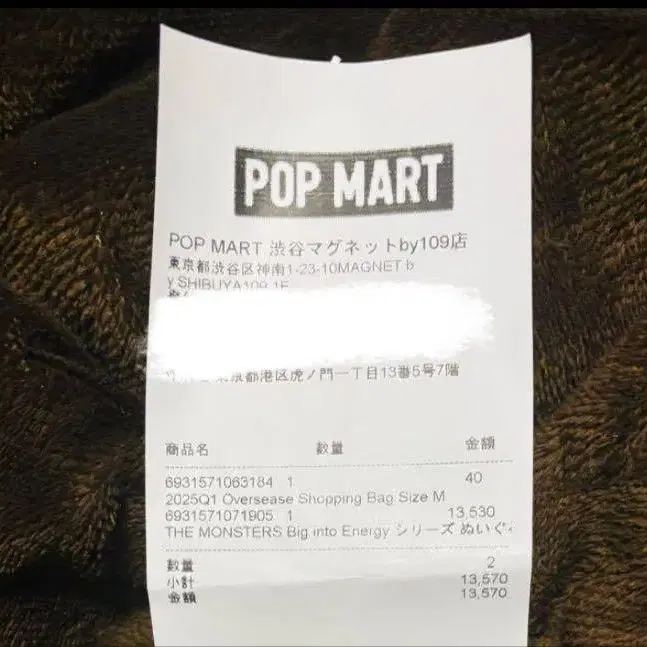 POP MART
POP MART 渋谷マグネットby109店
東京都渋谷区神南1-23-10MAGNET b
y SHIBUYA109 1F
東京都港区虎ノ門一丁目13番5号7階
商品名 数量 金額
6931571063184 1 40
2025Q1 Oversease Shopping Bag Size M
6931571071905 1 13,530
THE MONSTERS Big into Energy シリーズ ぬいぐ
数量 2
小計 13,570
金額 13,570